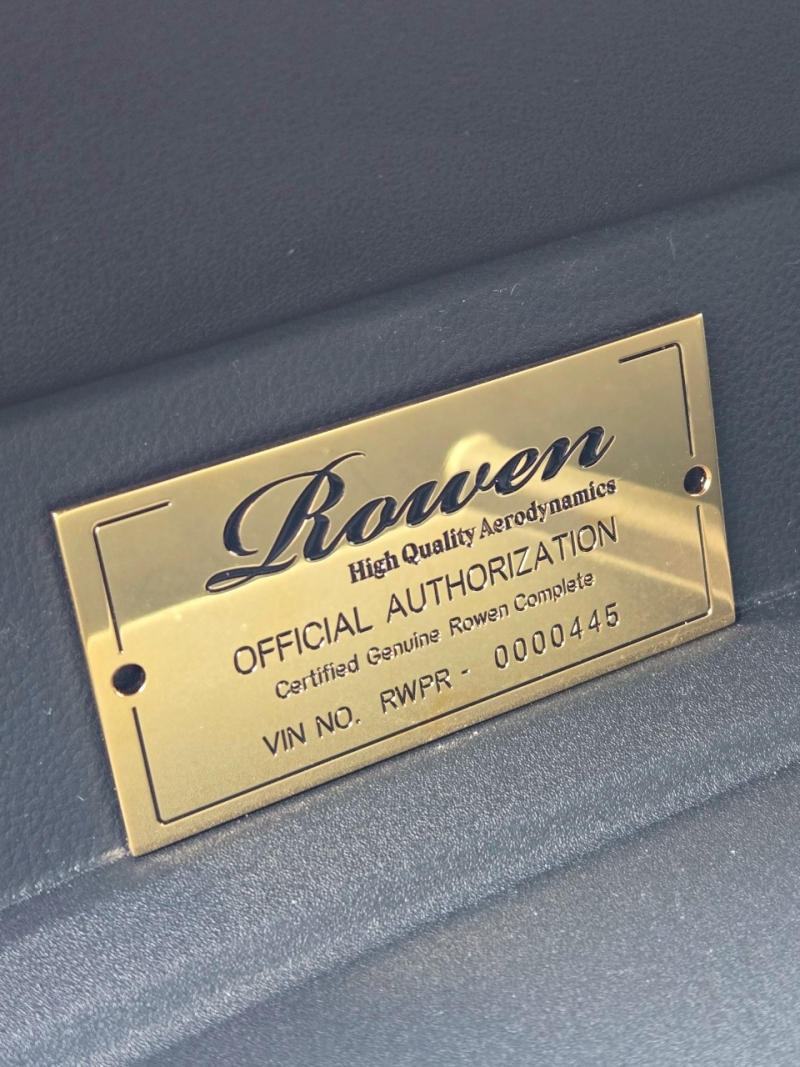 Rowen
High Quality Aerodynamics
OFFICIAL AUTHORIZATION
Certified Genuine Rowen Complete
VIN NO. RWPR - 0000445